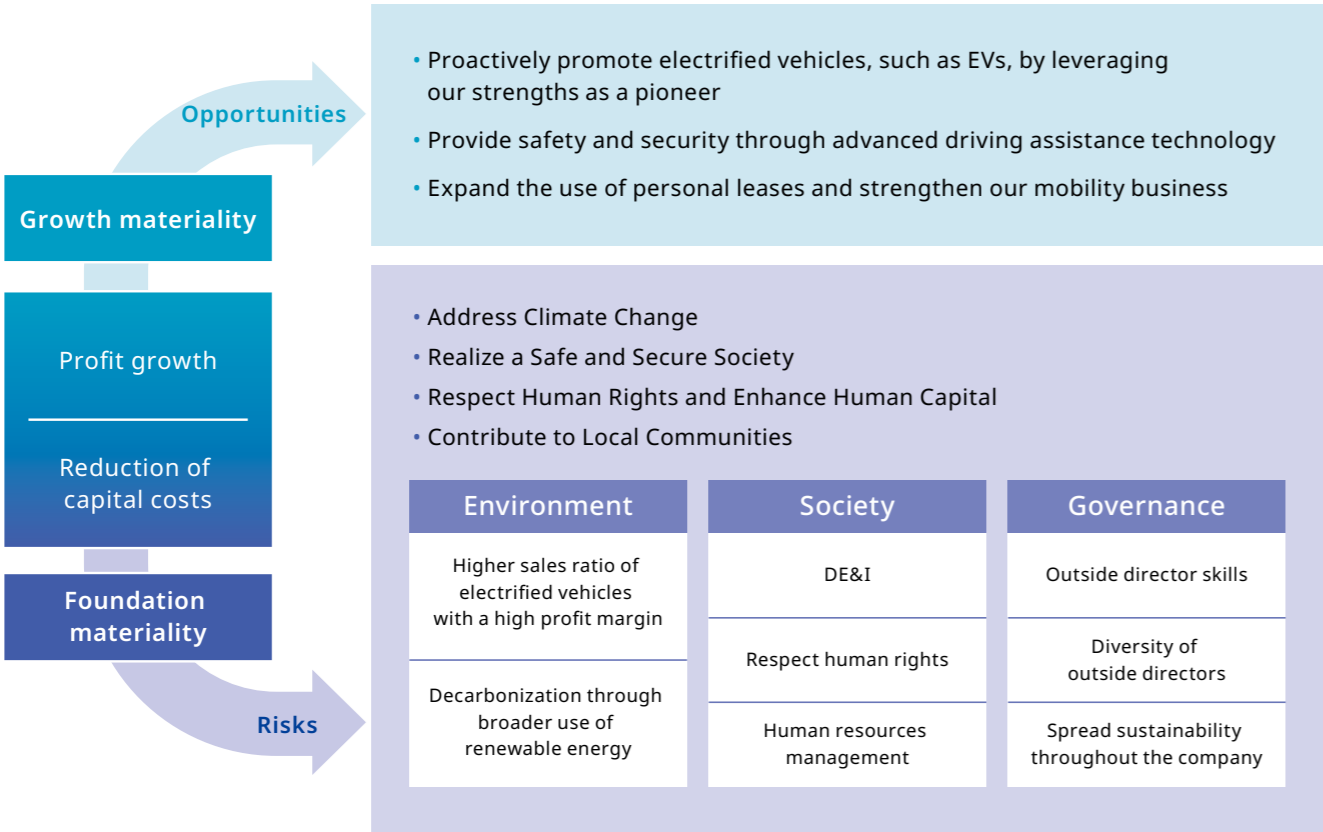 Opportunities
• Proactively promote electrified vehicles, such as EVs, by leveraging
our strengths as a pioneer
• Provide safety and security through advanced driving assistance technology
• Expand the use of personal leases and strengthen our mobility business
Growth materiality
Profit growth
Reduction of
capital costs
Foundation
materiality
Risks
• Address Climate Change
• Realize a Safe and Secure Society
• Respect Human Rights and Enhance Human Capital
• Contribute to Local Communities
Environment
Higher sales ratio of
electrified vehicles
with a high profit margin
Decarbonization through
broader use of
renewable energy
Society
DE&I
Respect human rights
Human resources
management
Governance
Outside director skills
Diversity of
outside directors
Spread sustainability
throughout the company